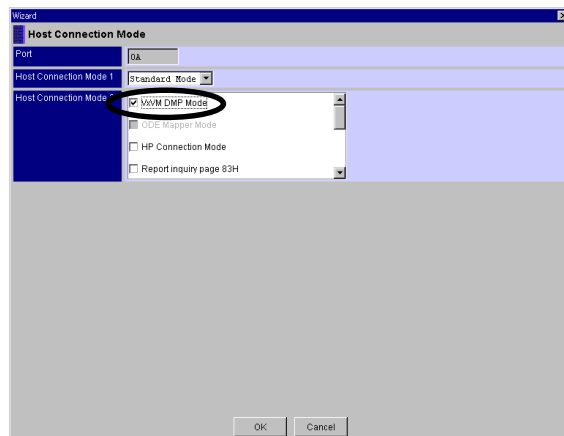 Wizard
Host Connection Mode
Port
0A
Host Connection Mode 1
Standard Mode
Host Connection Mode
VxVM DMP Mode
ODE Mapper Mode
HP Connection Mode
Report inquiry page 83H
OK
Cancel